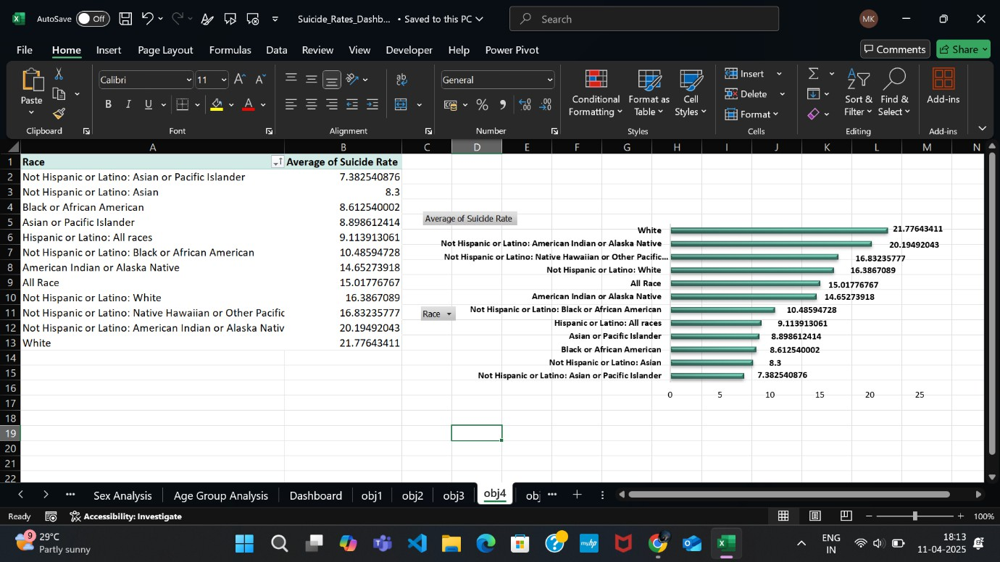 AutoSave Off Suicide_Rates_Dashb... • Saved to this PC Search MK
File Home Insert Page Layout Formulas Data Review View Developer Help Power Pivot Comments Share
Paste Calibri 11 A A ab General Conditional Formatting Format as Table Cell Styles Insert Delete Format Sort & Filter Find & Select Add-ins
B I U A % 9 .00 .00
Clipboard Font Alignment Number Styles Cells Editing Add-ins
A B C D E F G H I J K L M N
1 Race Average of Suicide Rate
2 Not Hispanic or Latino: Asian or Pacific Islander 7.382540876
3 Not Hispanic or Latino: Asian 8.3
4 Black or African American 8.612540002
5 Asian or Pacific Islander 8.898612414
6 Hispanic or Latino: All races 9.113913061
7 Not Hispanic or Latino: Black or African American 10.48594728
8 American Indian or Alaska Native 14.65273918
9 All Race 15.01776767
10 Not Hispanic or Latino: White 16.3867089
11 Not Hispanic or Latino: Native Hawaiian or Other Pacific 16.83235777
12 Not Hispanic or Latino: American Indian or Alaska Nativ 20.19492043
13 White 21.77643411
14
15
16
17
18
19
20
21
22
Average of Suicide Rate
White 21.77643411
Not Hispanic or Latino: American Indian or Alaska Native 20.19492043
Not Hispanic or Latino: Native Hawaiian or Other Pacific... 16.83235777
Not Hispanic or Latino: White 16.3867089
All Race 15.01776767
American Indian or Alaska Native 14.65273918
Race
Not Hispanic or Latino: Black or African American 10.48594728
Hispanic or Latino: All races 9.113913061
Asian or Pacific Islander 8.898612414
Black or African American 8.612540002
Not Hispanic or Latino: Asian 8.3
Not Hispanic or Latino: Asian or Pacific Islander 7.382540876
0 5 10 15 20 25
Sex Analysis Age Group Analysis Dashboard obj1 obj2 obj3 obj4 obj
Ready Accessibility: Investigate 100%
9 29°C
Partly sunny
myhp
ENG
IN
18:13
11-04-2025